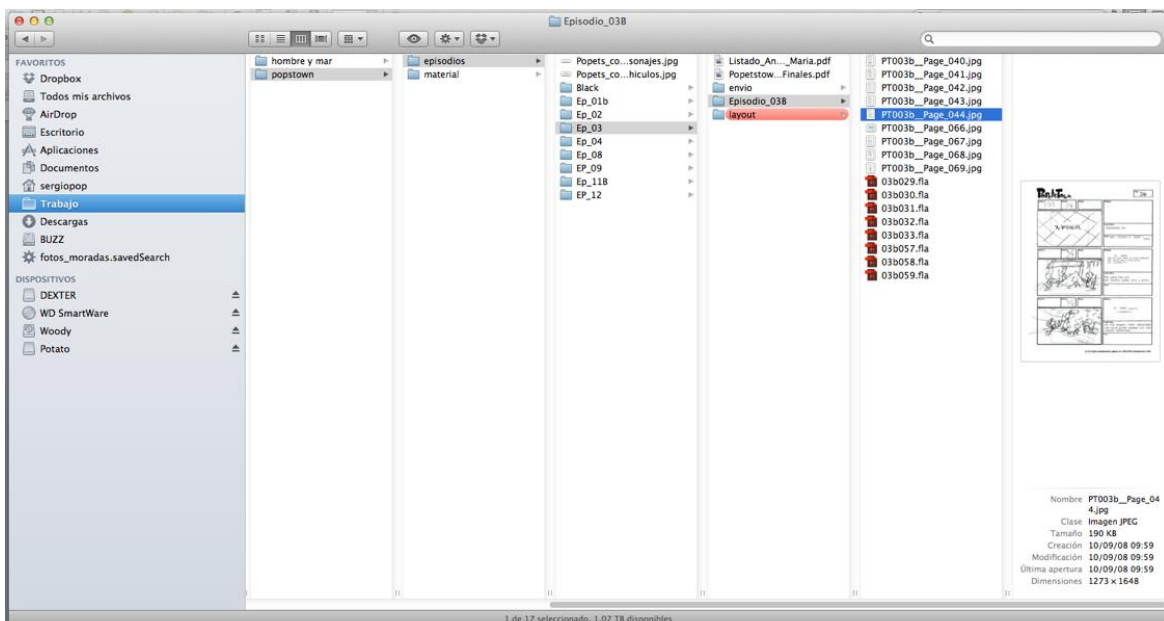 Episodio_03B
FAVORITOS
Dropbox
Todos mis archivos
AirDrop
Escritorio
Aplicaciones
Documentos
sergiopop
Trabajo
Descargas
BUZZ
fotos_moradas.savedSearch
DISPOSITIVOS
DEXTER
WD SmartWare
Woody
Potato
hombre y mar
popstown
episodios
material
Popets_co...sonajes.jpg
Popets_co...hiculos.jpg
Black
Ep_01b
Ep_02
Ep_03
Ep_04
Ep_08
EP_09
Ep_11B
EP_12
Listado_An..._Maria.pdf
Popetstow...Finales.pdf
envio
Episodio_03B
layout
PT003b__Page_040.jpg
PT003b__Page_041.jpg
PT003b__Page_042.jpg
PT003b__Page_043.jpg
PT003b__Page_044.jpg
PT003b__Page_066.jpg
PT003b__Page_067.jpg
PT003b__Page_068.jpg
PT003b__Page_069.jpg
03b029.fla
03b030.fla
03b031.fla
03b032.fla
03b033.fla
03b057.fla
03b058.fla
03b059.fla
Nombre PT003b__Page_04
4.jpg
Clase Imagen JPEG
Tamaño 190 KB
Creación 10/09/08 09:59
Modificación 10/09/08 09:59
Última apertura 10/09/08 09:59
Dimensiones 1273 × 1648
1 de 17 seleccionado, 1,07 TB disponibles